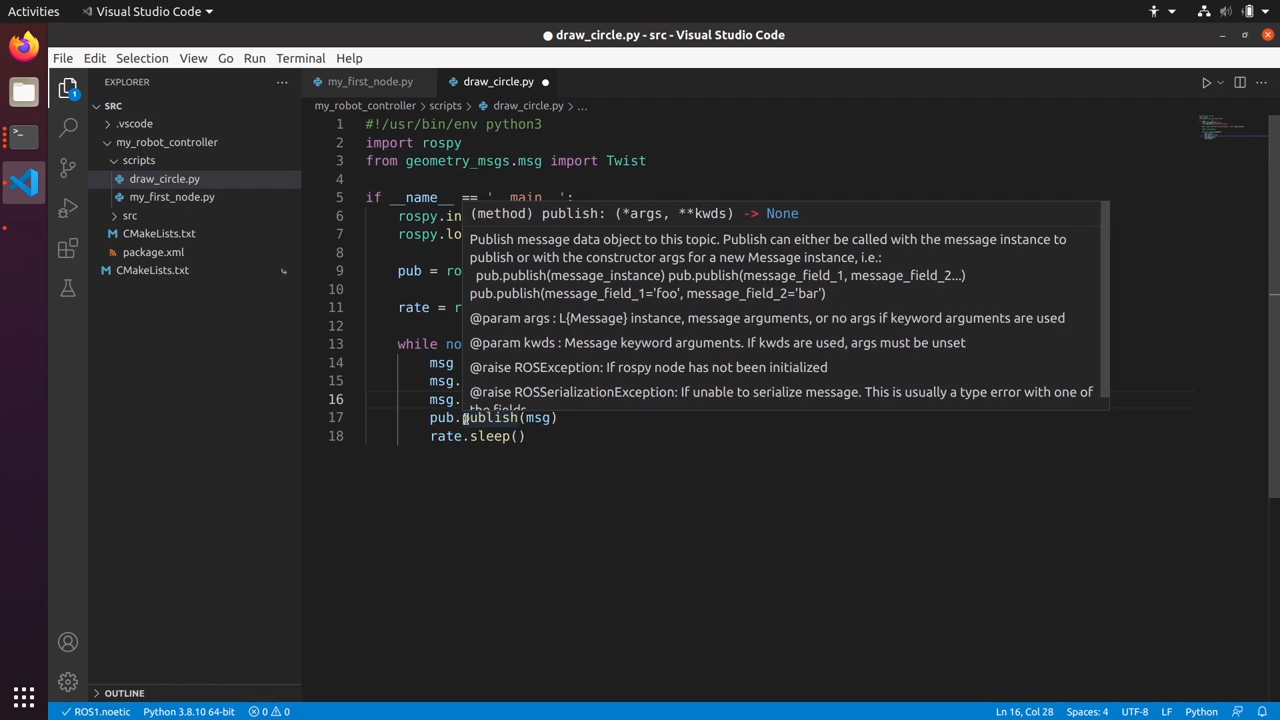 Activities
Visual Studio Code
draw_circle.py - src - Visual Studio Code
File Edit Selection View Go Run Terminal Help
EXPLORER
my_first_node.py
draw_circle.py
SRC
my_robot_controller > scripts > draw_circle.py > ...
.vscode
my_robot_controller
scripts
draw_circle.py
my_first_node.py
src
CMakeLists.txt
package.xml
CMakeLists.txt
1 #!/usr/bin/env python3
2 import rospy
3 from geometry_msgs.msg import Twist
4
5 if __name__ == '__main__':
6 rospy.in
7 rospy.lo
8
9 pub = ro
10
11 rate = r
12
13 while no
14 msg
15 msg.
16 msg.
17 pub.publish(msg)
18 rate.sleep()
(method) publish: (*args, **kwds) -> None
Publish message data object to this topic. Publish can either be called with the message instance to
publish or with the constructor args for a new Message instance, i.e.:
pub.publish(message_instance) pub.publish(message_field_1, message_field_2...)
pub.publish(message_field_1='foo', message_field_2='bar')
@param args : L{Message} instance, message arguments, or no args if keyword arguments are used
@param kwds : Message keyword arguments. If kwds are used, args must be unset
@raise ROSException: If rospy node has not been initialized
@raise ROSSerializationException: If unable to serialize message. This is usually a type error with one of
the fields
OUTLINE
1
ROS1.noetic Python 3.8.10 64-bit 0 0 Ln 16, Col 28 Spaces: 4 UTF-8 LF Python